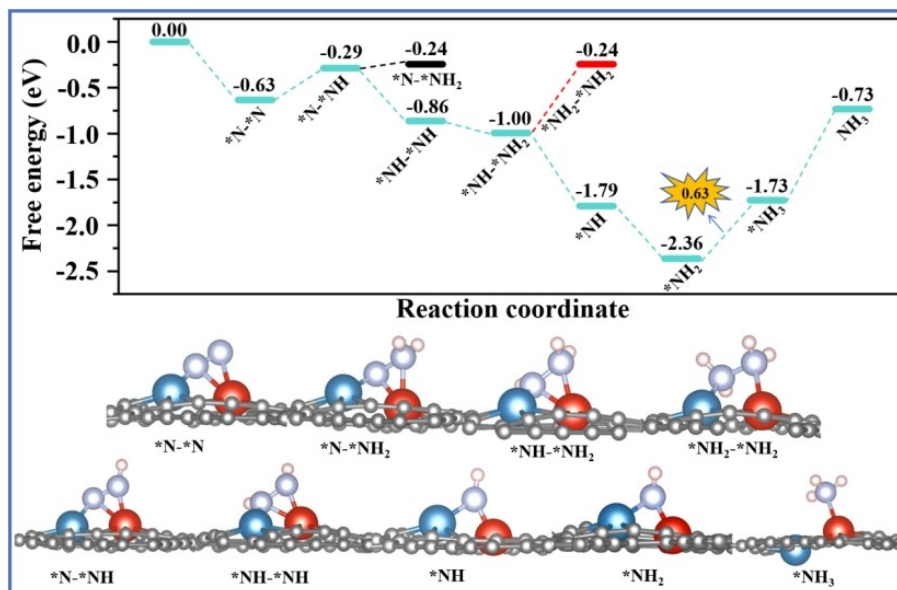 Free energy (eV)
0.0
-0.5
-1.0
-1.5
-2.0
-2.5
0.00
-0.63
*N-*N
-0.29
*N-*NH
-0.24
*N-*NH₂
-0.86
*NH-*NH
-1.00
*NH-*NH₂
-0.24
*NH₂-*NH₂
-1.79
*NH
-2.36
*NH₂
0.63
-1.73
*NH₃
-0.73
NH₃
Reaction coordinate
*N-*N
*N-*NH₂
*NH-*NH₂
*NH₂-*NH₂
*N-*NH
*NH-*NH
*NH
*NH₂
*NH₃